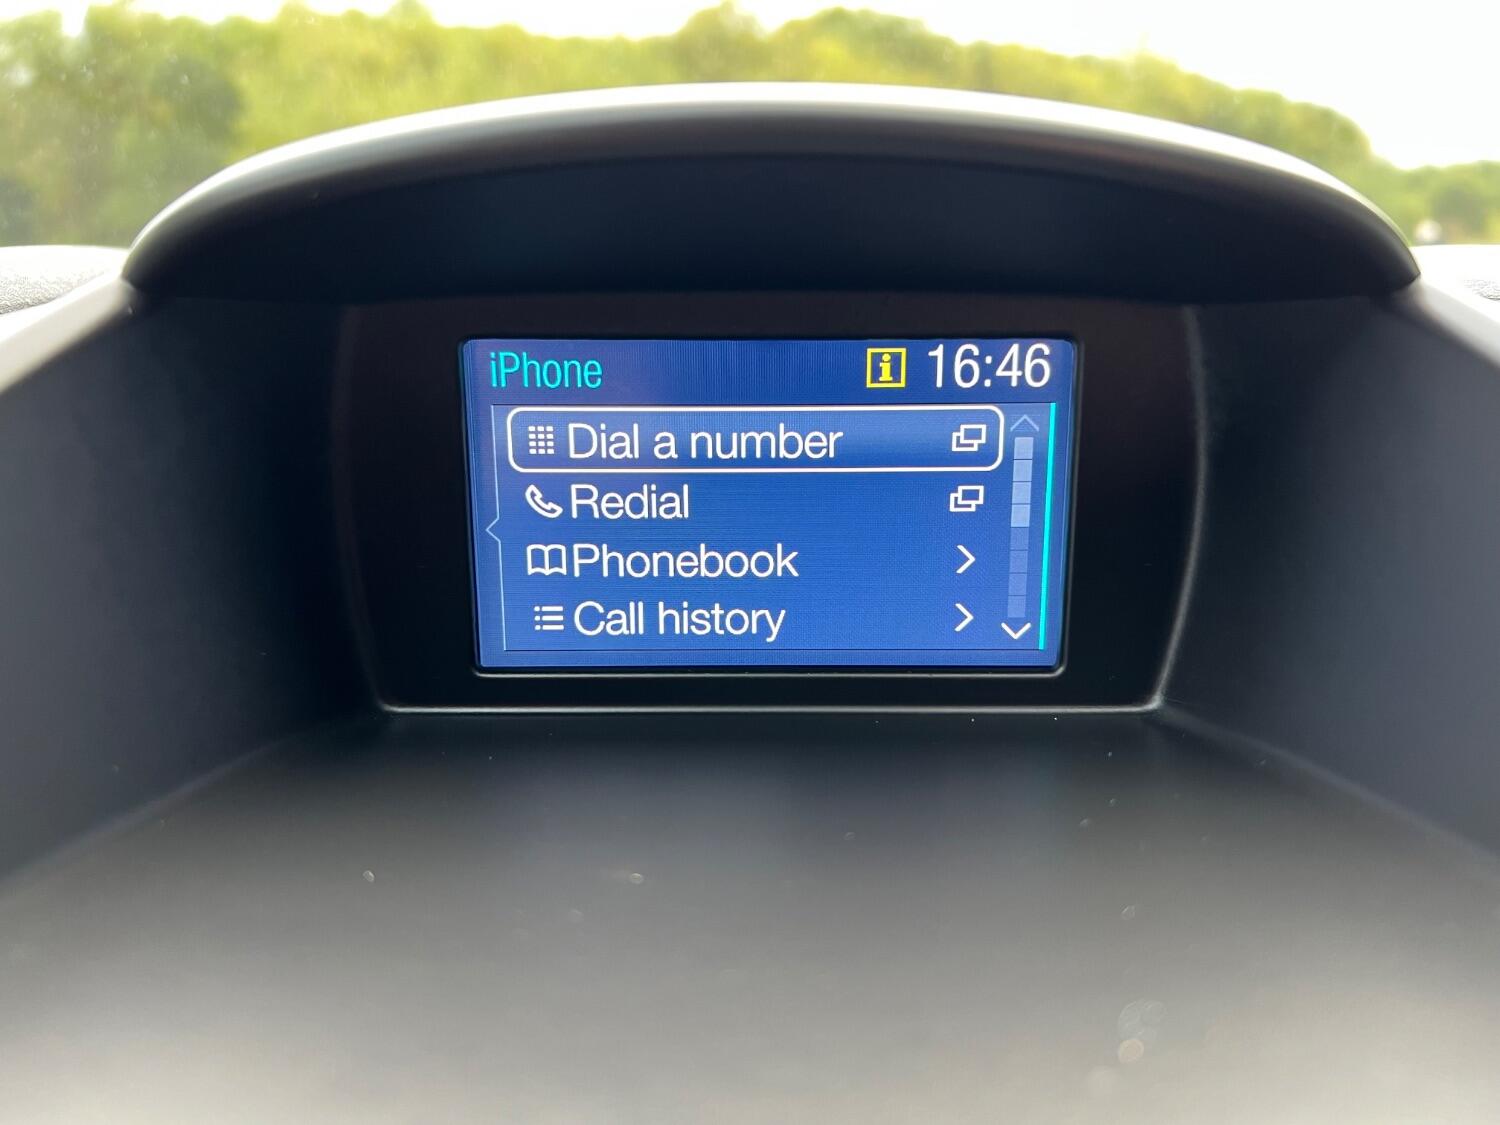 iPhone
i 16:46
Dial a number
Redial
Phonebook
Call history